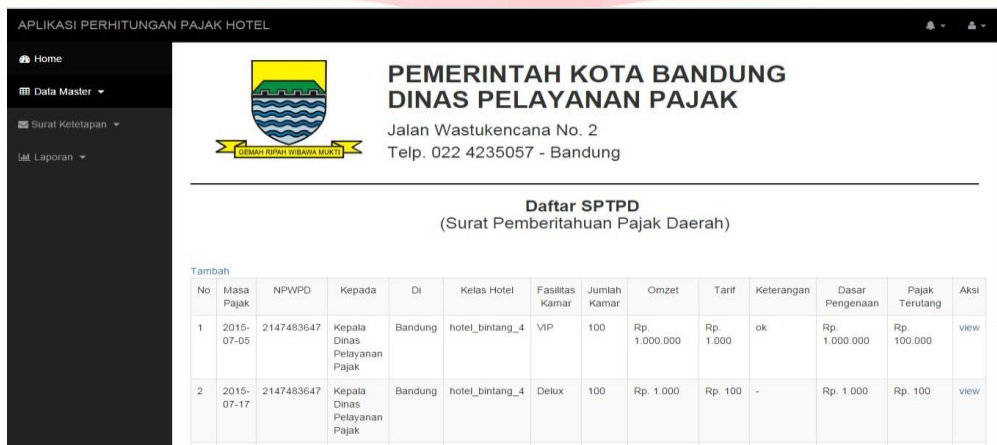 APLIKASI PERHITUNGAN PAJAK HOTEL
Home
Data Master
Surat Ketetapan
Laporan
GEMAH RIPAH WIBAWA MUKTI
PEMERINTAH KOTA BANDUNG
DINAS PELAYANAN PAJAK
Jalan Wastukencana No. 2
Telp. 022 4235057 - Bandung
Daftar SPTPD
(Surat Pemberitahuan Pajak Daerah)
Tambah
No Masa Pajak NPWPD Kepada Di Kelas Hotel Fasilitas Kamar Jumlah Kamar Omzet Tarif Keterangan Dasar Pengenaan Pajak Terutang Aksi
1 2015-07-05 2147483647 Kepala Dinas Pelayanan Pajak Bandung hotel_bintang_4 VIP 100 Rp. 1.000.000 Rp. 1.000 ok Rp. 1.000.000 Rp. 100.000 view
2 2015-07-17 2147483647 Kepala Dinas Pelayanan Pajak Bandung hotel_bintang_4 Delux 100 Rp. 1.000 Rp. 100 - Rp. 1.000 Rp. 100 view